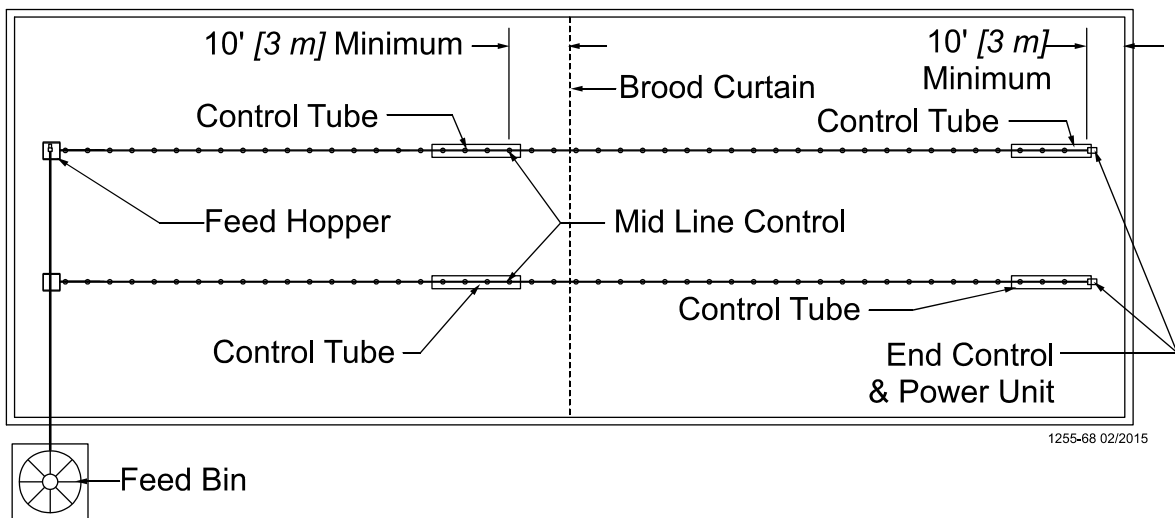 10' [3 m] Minimum
10' [3 m]
Minimum
Brood Curtain
Control Tube
Control Tube
Feed Hopper
Mid Line Control
Control Tube
Control Tube
End Control
& Power Unit
1255-68 02/2015
Feed Bin